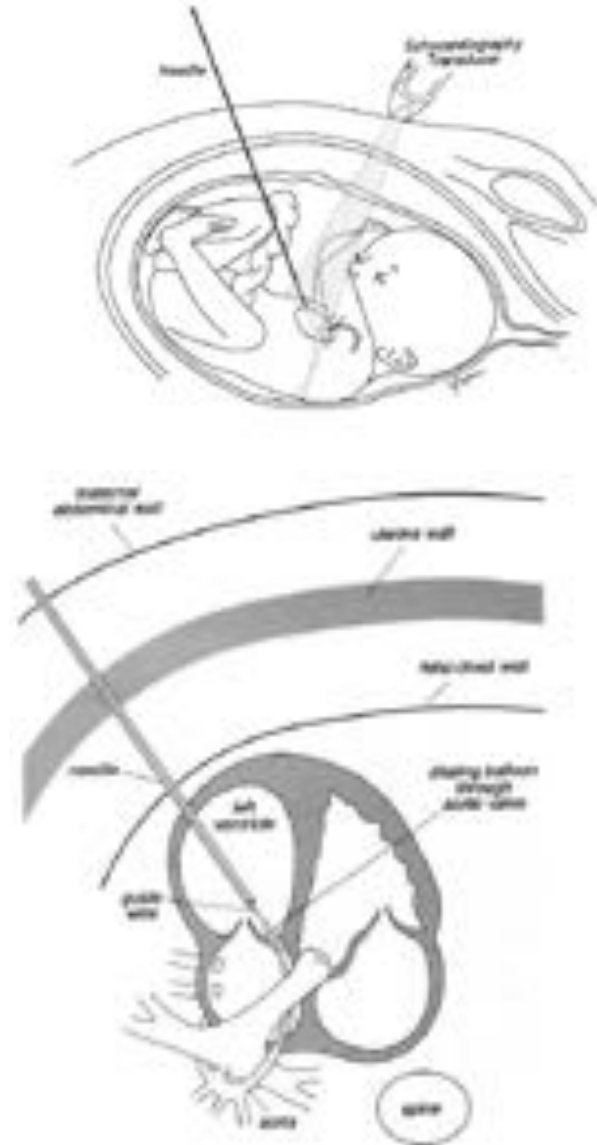 Needle
Echocardiography
Transducer
maternal
abdominal wall
uterine wall
fetal chest wall
needle
left
ventricle
dilating balloon
through
aortic valve
guide
wire
aorta
spine